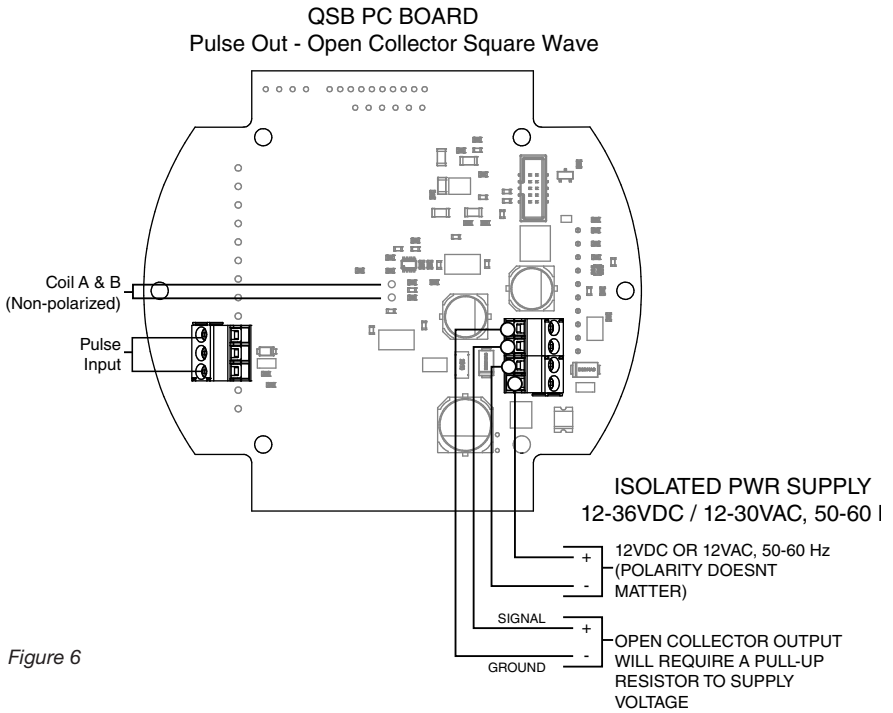 QSB PC BOARD
Pulse Out - Open Collector Square Wave
Coil A & B
(Non-polarized)
Pulse
Input
ISOLATED PWR SUPPLY
12-36VDC / 12-30VAC, 50-60
12VDC OR 12VAC, 50-60 Hz
(POLARITY DOESNT
MATTER)
+
-
SIGNAL
+
-
GROUND
OPEN COLLECTOR OUTPUT
WILL REQUIRE A PULL-UP
RESISTOR TO SUPPLY
VOLTAGE
Figure 6